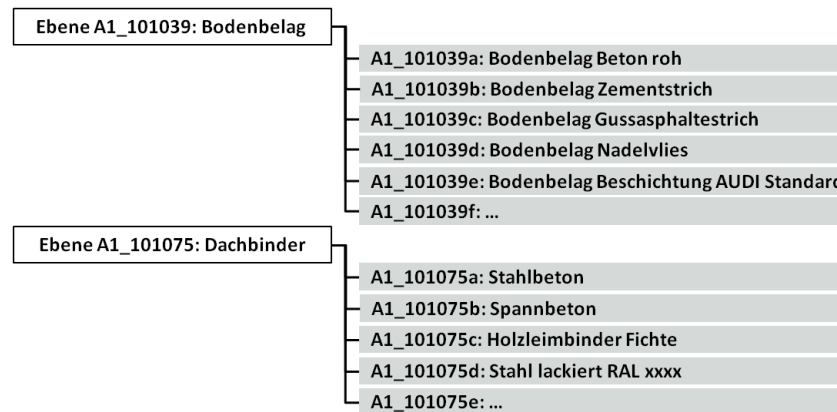 Ebene A1_101039: Bodenbelag
A1_101039a: Bodenbelag Beton roh
A1_101039b: Bodenbelag Zementstrich
A1_101039c: Bodenbelag Gussasphaltestrich
A1_101039d: Bodenbelag Nadelvlies
A1_101039e: Bodenbelag Beschichtung AUDI Standard
A1_101039f: ...
Ebene A1_101075: Dachbinder
A1_101075a: Stahlbeton
A1_101075b: Spannbeton
A1_101075c: Holzleimbinder Fichte
A1_101075d: Stahl lackiert RAL xxxx
A1_101075e: ...